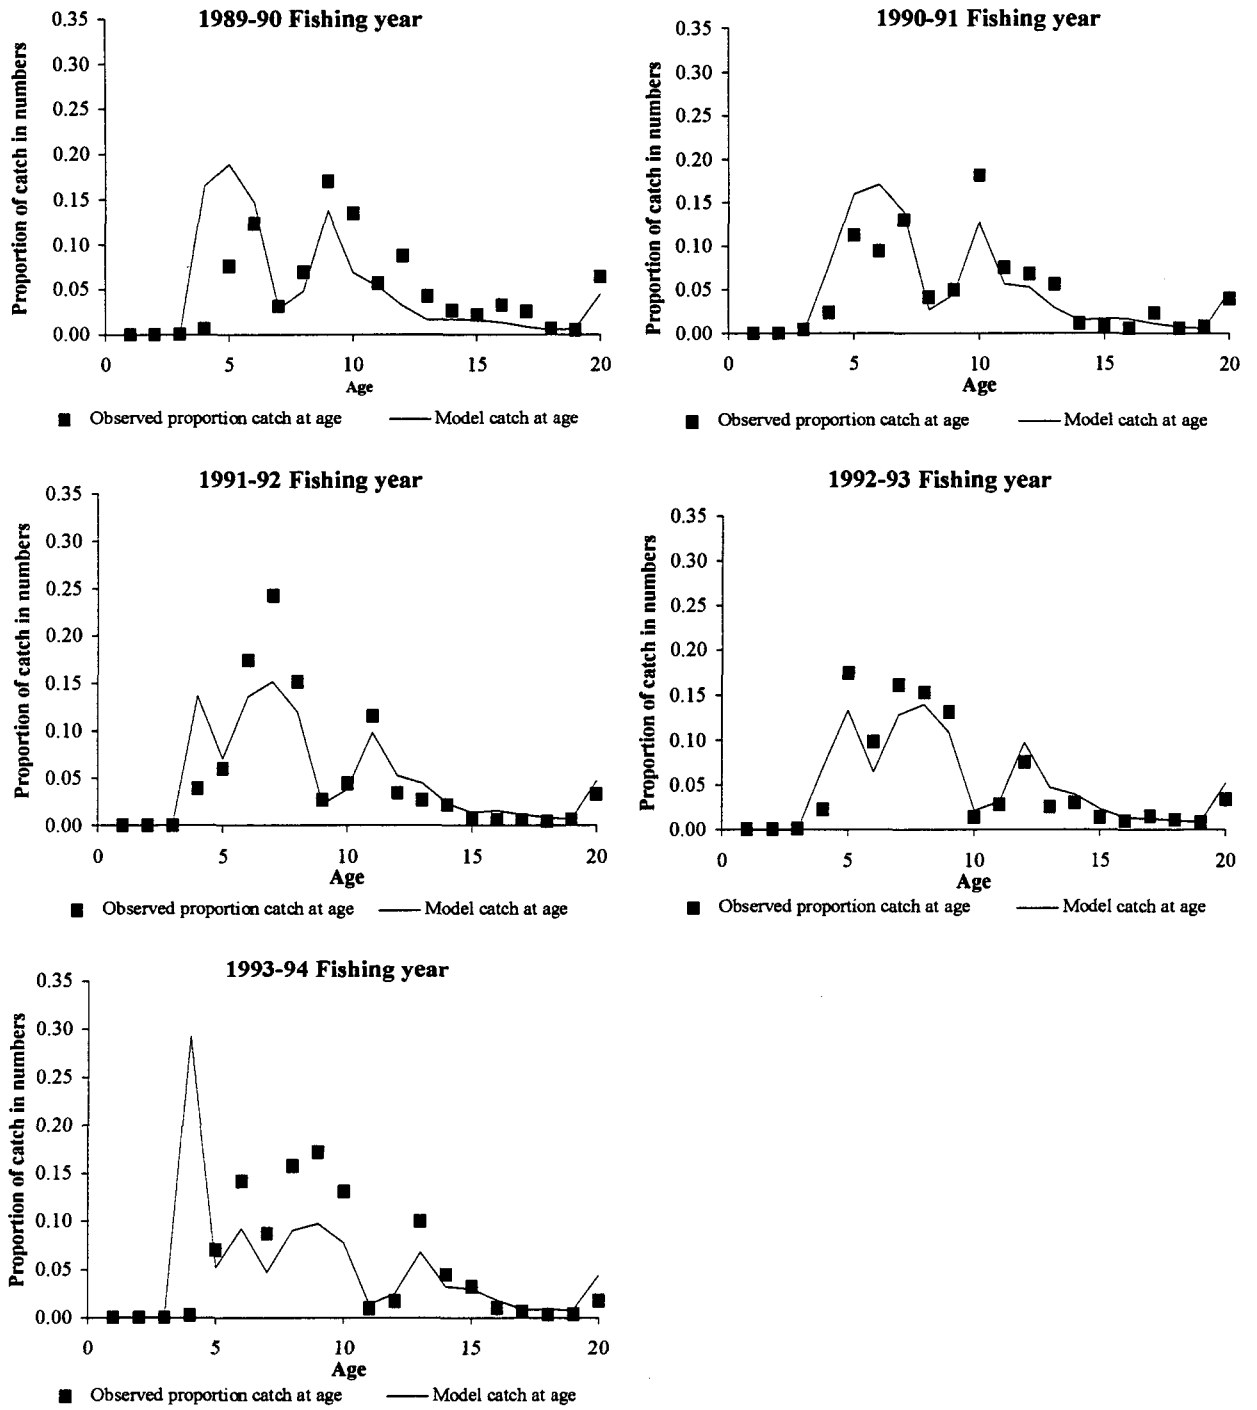 1989-90 Fishing year
Proportion of catch in numbers
0.35
0.30
0.25
0.20
0.15
0.10
0.05
0.00
0 5 10 15 20
Age
Observed proportion catch at age Model catch at age
1990-91 Fishing year
Proportion of catch in numbers
0.35
0.30
0.25
0.20
0.15
0.10
0.05
0.00
0 5 10 15 20
Age
Observed proportion catch at age Model catch at age
1991-92 Fishing year
Proportion of catch in numbers
0.35
0.30
0.25
0.20
0.15
0.10
0.05
0.00
0 5 10 15 20
Age
Observed proportion catch at age Model catch at age
1992-93 Fishing year
Proportion of catch in numbers
0.35
0.30
0.25
0.20
0.15
0.10
0.05
0.00
0 5 10 15 20
Age
Observed proportion catch at age Model catch at age
1993-94 Fishing year
Proportion of catch in numbers
0.35
0.30
0.25
0.20
0.15
0.10
0.05
0.00
0 5 10 15 20
Age
Observed proportion catch at age Model catch at age